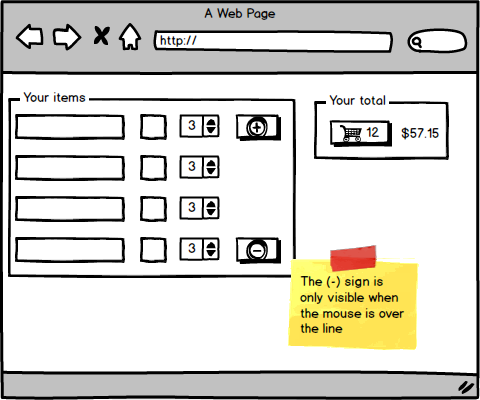 A Web Page
http://
Your items
3
3
3
3
Your total
12 $57.15
The (-) sign is
only visible when
the mouse is over
the line